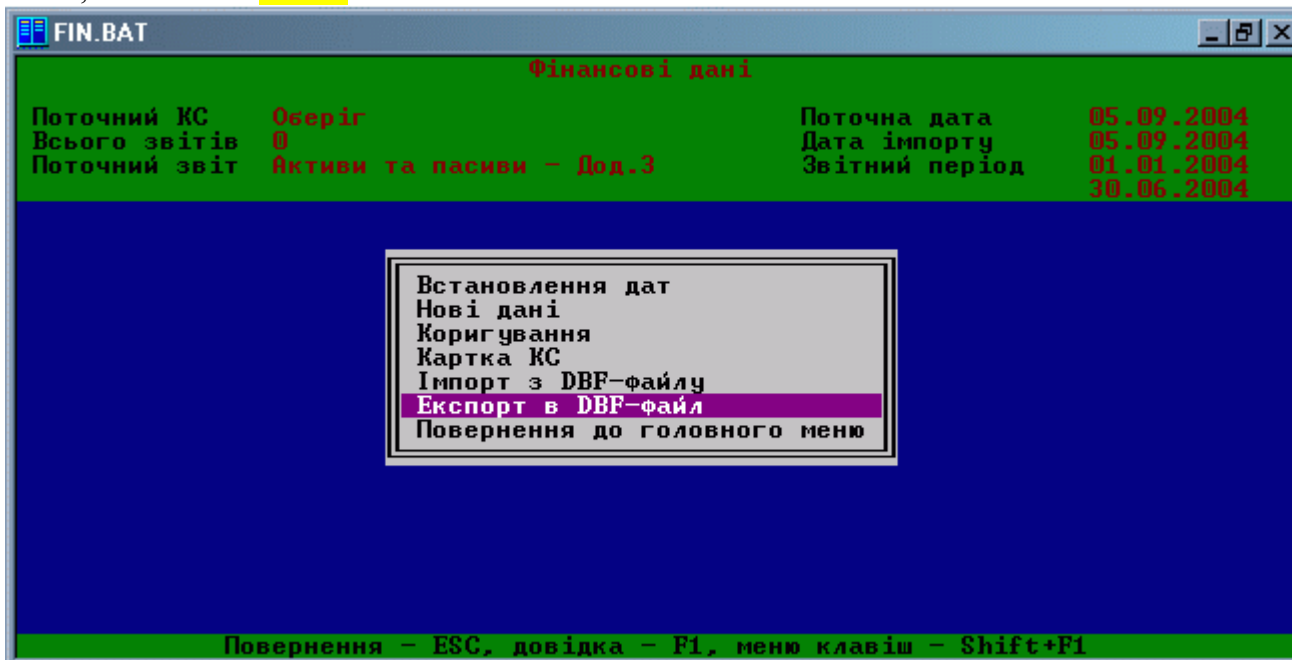 FIN.BAT
Фінансові дані
Поточний КС Оберіг Поточна дата 05.09.2004
Всього звітів 0 Дата імпорту 05.09.2004
Поточний звіт Активи та пасиви - Дод.3 Звітний період 01.01.2004
30.06.2004
Встановлення дат
Нові дані
Коригування
Картка КС
Імпорт з DBF-файлу
Експорт в DBF-файл
Повернення до головного меню
Повернення - ESC, довідка - F1, меню клавіш - Shift+F1